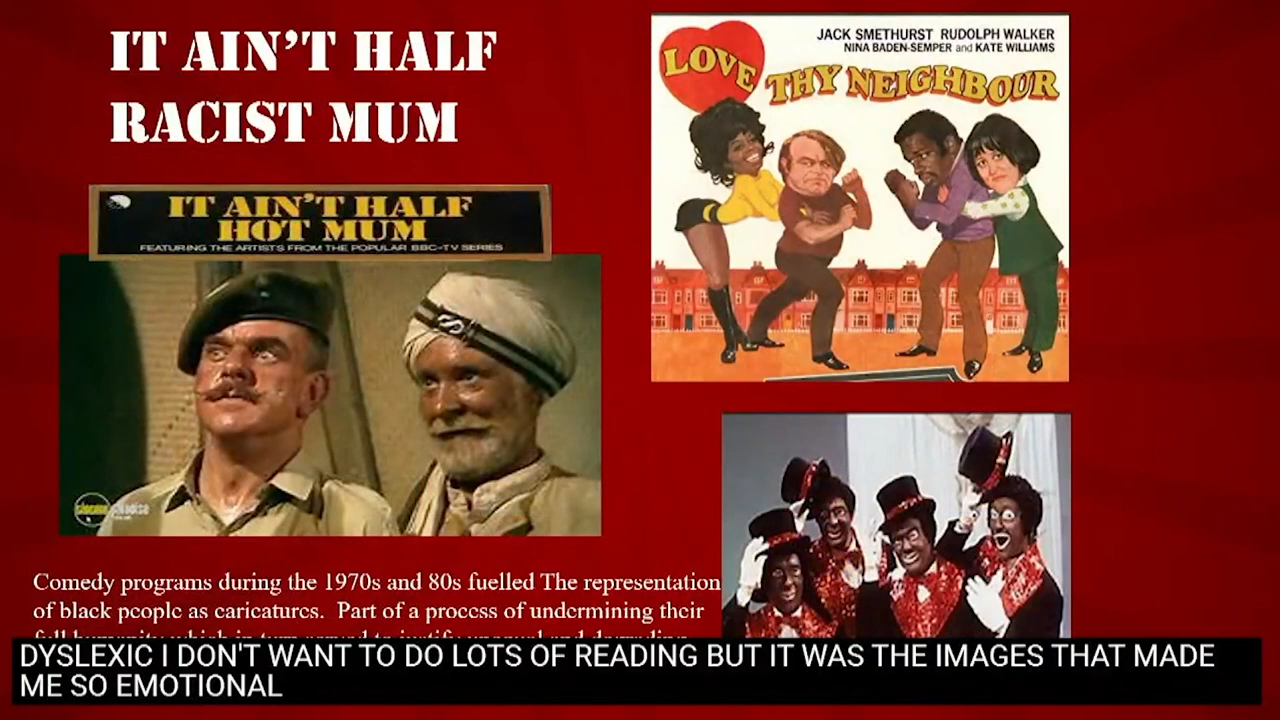 IT AIN'T HALF
RACIST MUM
IT AIN'T HALF
HOT MUM
FEATURING THE ARTISTS FROM THE POPULAR BBC-TV SERIES
JACK SMETHURST RUDOLPH WALKER
NINA BADEN-SEMPER and KATE WILLIAMS
LOVE
THY NEIGHBOUR
Comedy programs during the 1970s and 80s fuelled The representation
of black people as caricatures. Part of a process of undermining their
DYSLEXIC I DON'T WANT TO DO LOTS OF READING BUT IT WAS THE IMAGES THAT MADE
ME SO EMOTIONAL